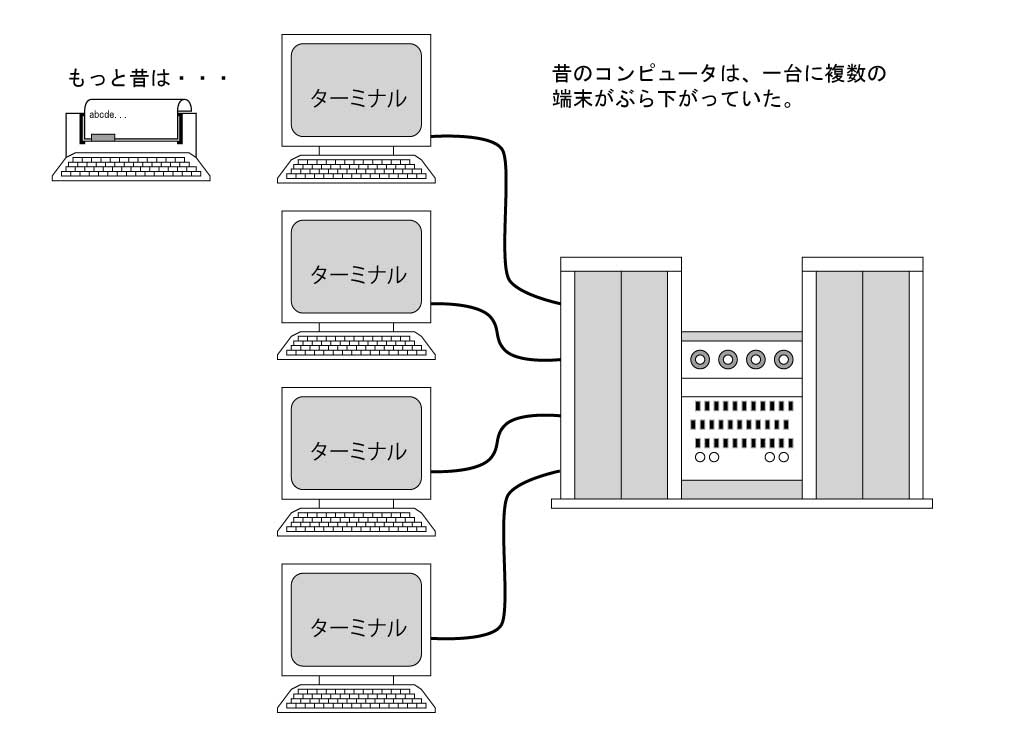 もっと昔は・・・
abcde...
ターミナル
昔のコンピュータは、一台に複数の
端末がぶら下がっていた。
ターミナル
ターミナル
ターミナル